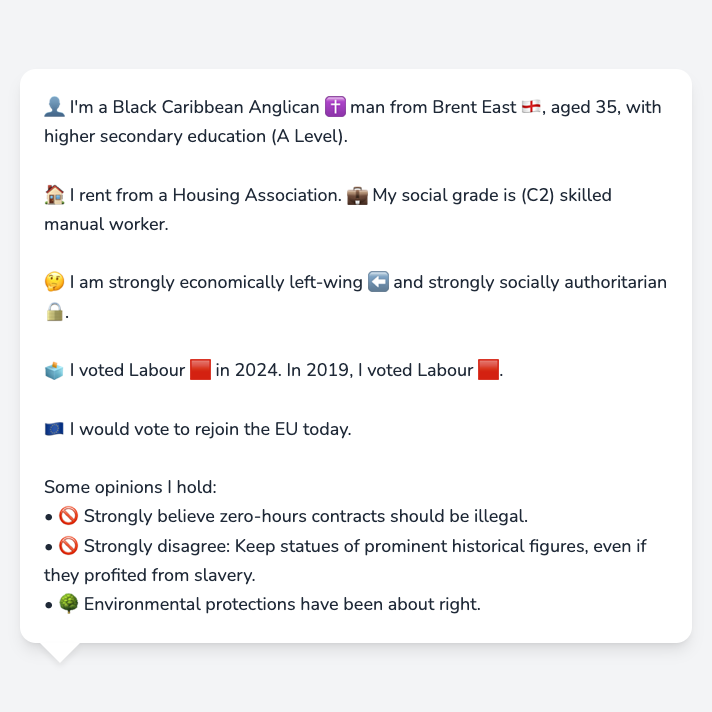 👤 I'm a Black Caribbean Anglican ✝️ man from Brent East 🏴󠁧󠁢󠁥󠁮󠁧󠁿, aged 35, with
higher secondary education (A Level).
🏠 I rent from a Housing Association. 💼 My social grade is (C2) skilled
manual worker.
🤔 I am strongly economically left-wing ⬅️ and strongly socially authoritarian
🔒.
🗳️ I voted Labour 🟥 in 2024. In 2019, I voted Labour 🟥.
🇪🇺 I would vote to rejoin the EU today.
Some opinions I hold:
• 🚫 Strongly believe zero-hours contracts should be illegal.
• 🚫 Strongly disagree: Keep statues of prominent historical figures, even if
they profited from slavery.
• 🌳 Environmental protections have been about right.